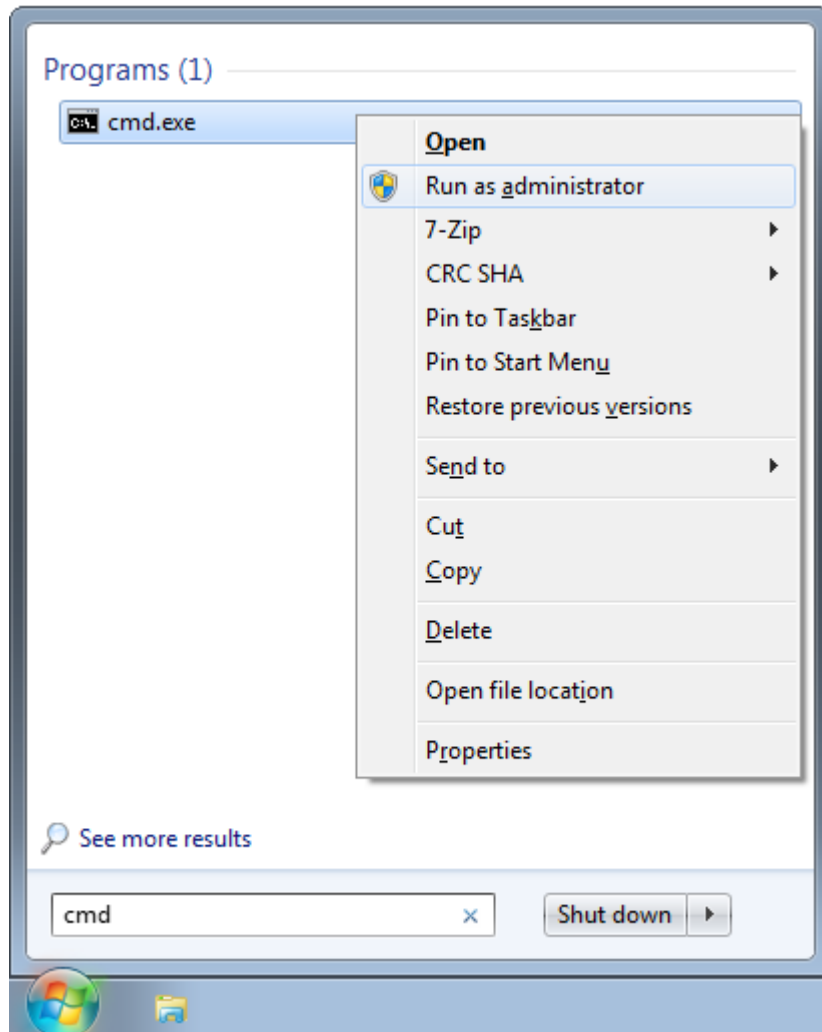 Programs (1)
cmd.exe
Open
Run as administrator
7-Zip
CRC SHA
Pin to Taskbar
Pin to Start Menu
Restore previous versions
Send to
Cut
Copy
Delete
Open file location
Properties
See more results
cmd
Shut down